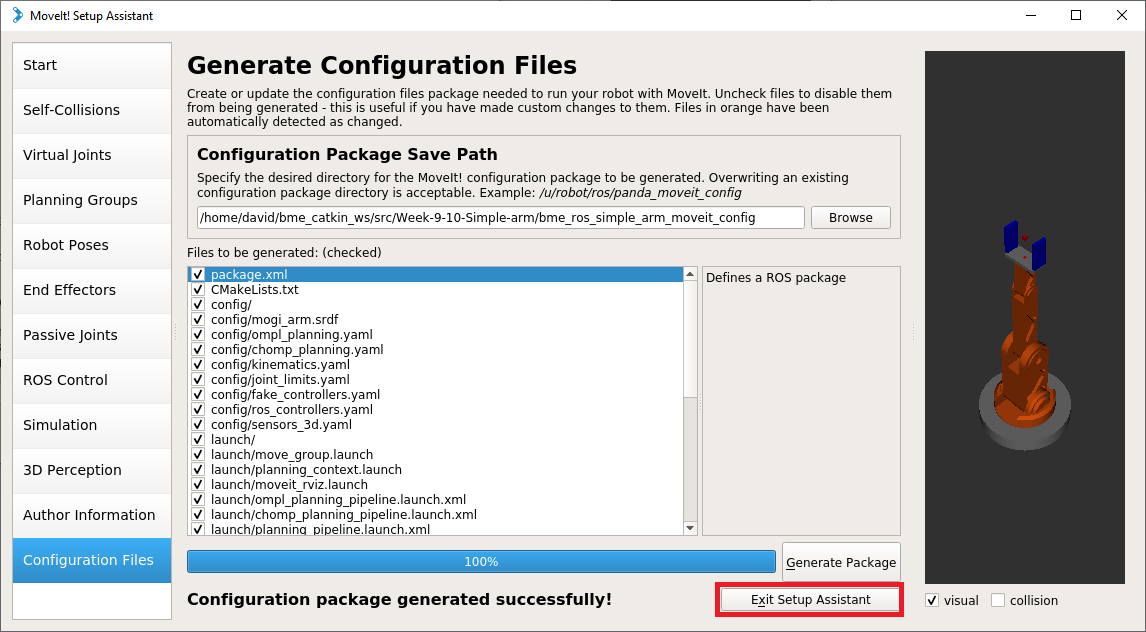 MoveIt! Setup Assistant
Start
Self-Collisions
Virtual Joints
Planning Groups
Robot Poses
End Effectors
Passive Joints
ROS Control
Simulation
3D Perception
Author Information
Configuration Files
Generate Configuration Files
Create or update the configuration files package needed to run your robot with MoveIt. Uncheck files to disable them
from being generated - this is useful if you have made custom changes to them. Files in orange have been
automatically detected as changed.
Configuration Package Save Path
Specify the desired directory for the MoveIt! configuration package to be generated. Overwriting an existing
configuration package directory is acceptable. Example: /u/robot/ros/panda_moveit_config
/home/david/bme_catkin_ws/src/Week-9-10-Simple-arm/bme_ros_simple_arm_moveit_config
Browse
Files to be generated: (checked)
package.xml
CMakeLists.txt
config/
config/mogi_arm.srdf
config/ompl_planning.yaml
config/chomp_planning.yaml
config/kinematics.yaml
config/joint_limits.yaml
config/fake_controllers.yaml
config/ros_controllers.yaml
config/sensors_3d.yaml
launch/
launch/move_group.launch
launch/planning_context.launch
launch/moveit_rviz.launch
launch/ompl_planning_pipeline.launch.xml
launch/chomp_planning_pipeline.launch.xml
launch/planning_pipeline.launch.xml
Defines a ROS package
100%
Generate Package
Configuration package generated successfully!
Exit Setup Assistant
visual
collision